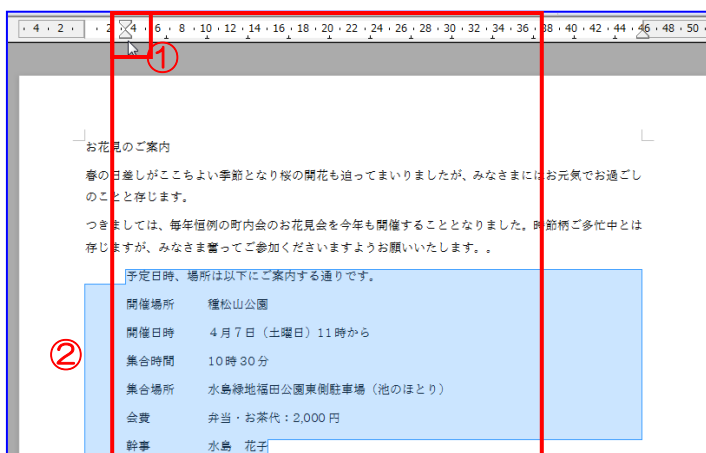 4 2 2 4 6 8 10 12 14 16 18 20 22 24 26 28 30 32 34 36 38 40 42 44 46 48 50
①
お花見のご案内
春の日差しがここちよい季節となり桜の開花も迫ってまいりましたが、みなさまにはお元気でお過ごし
のことと存じます。
つきましては、毎年恒例の町内会のお花見会を今年も開催することとなりました。時節柄ご多忙中とは
存じますが、みなさま奮ってご参加くださいますようお願いいたします。。
予定日時、場所は以下にご案内する通りです。
開催場所 種松山公園
開催日時 4月7日(土曜日)11時から
②
集合時間 10時30分
集合場所 水島緑地福田公園東側駐車場(池のほとり)
会費 弁当・お茶代:2,000円
幹事 水島 花子